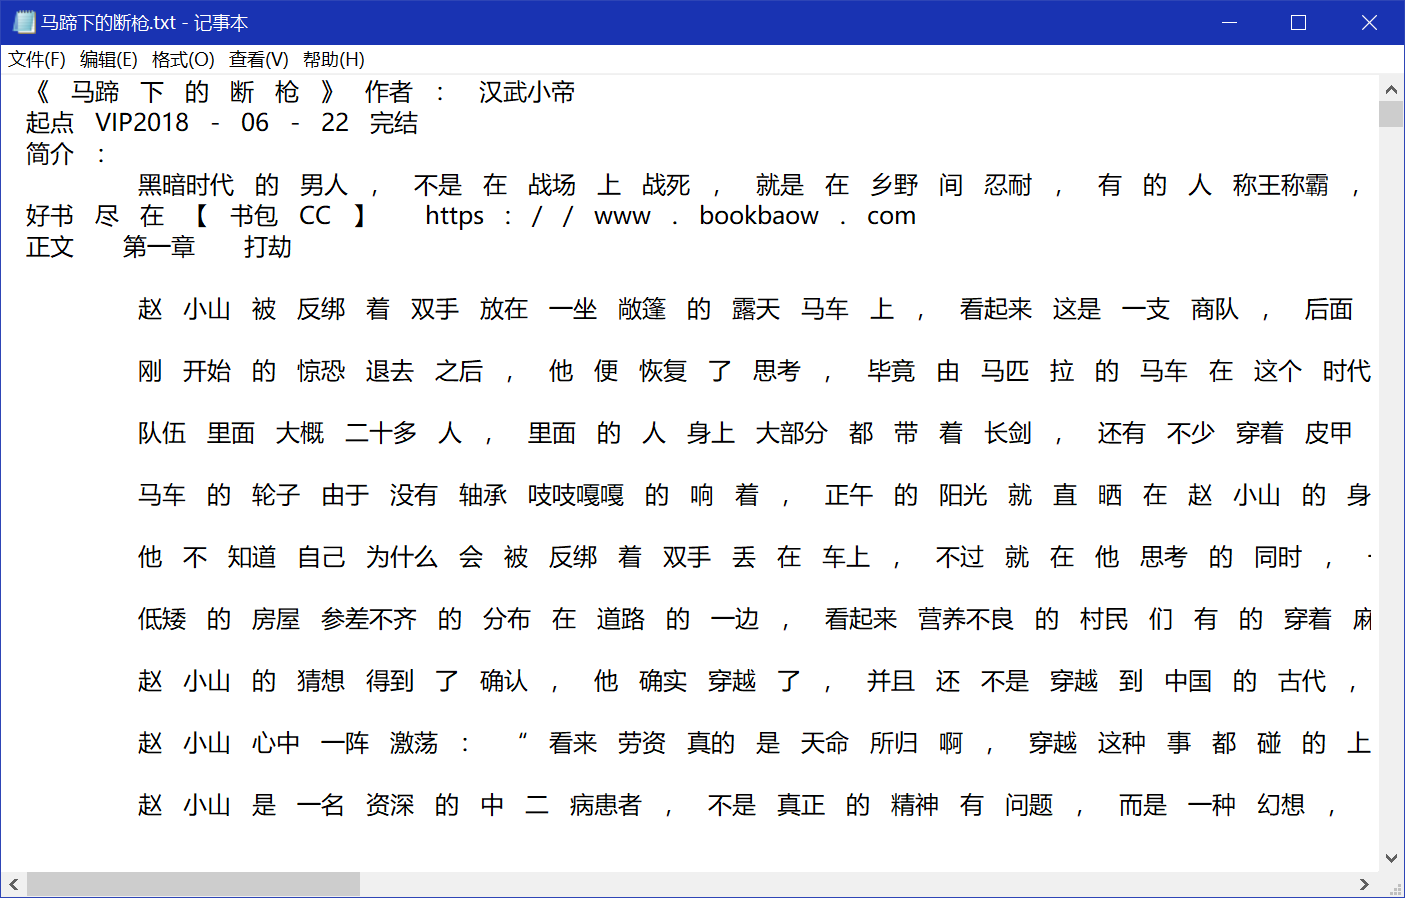 马蹄下的断枪.txt - 记事本
文件(F) 编辑(E) 格式(O) 查看(V) 帮助(H)
《 马蹄 下 的 断 枪 》 作者 ： 汉武小帝
起点 VIP2018 - 06 - 22 完结
简介 ：
黑暗时代 的 男人 ， 不是 在 战场 上 战死 ， 就是 在 乡野 间 忍耐 ， 有 的 人 称王称霸 ，
好书 尽 在 【 书包 CC 】 https : / / www . bookbaow . com
正文 第一章 打劫
赵 小山 被 反绑 着 双手 放在 一坐 敞篷 的 露天 马车 上 ， 看起来 这是 一支 商队 ， 后面
刚 开始 的 惊恐 退去 之后 ， 他 便 恢复 了 思考 ， 毕竟 由 马匹 拉 的 马车 在 这个 时代
队伍 里面 大概 二十多 人 ， 里面 的 人 身上 大部分 都 带 着 长剑 ， 还有 不少 穿着 皮甲
马车 的 轮子 由于 没有 轴承 吱吱嘎嘎 的 响 着 ， 正午 的 阳光 就 直 晒 在 赵 小山 的 身
他 不 知道 自己 为什么 会 被 反绑 着 双手 丢 在 车上 ， 不过 就 在 他 思考 的 同时 ，
低矮 的 房屋 参差不齐 的 分布 在 道路 的 一边 ， 看起来 营养不良 的 村民 们 有 的 穿着 麻
赵 小山 的 猜想 得到 了 确认 ， 他 确实 穿越 了 ， 并且 还 不是 穿越 到 中国 的 古代 ，
赵 小山 心中 一阵 激荡 ： “ 看来 劳资 真的 是 天命 所归 啊 ， 穿越 这种 事 都 碰 的 上
赵 小山 是 一名 资深 的 中 二 病患者 ， 不是 真正 的 精神 有 问题 ， 而是 一种 幻想 ，